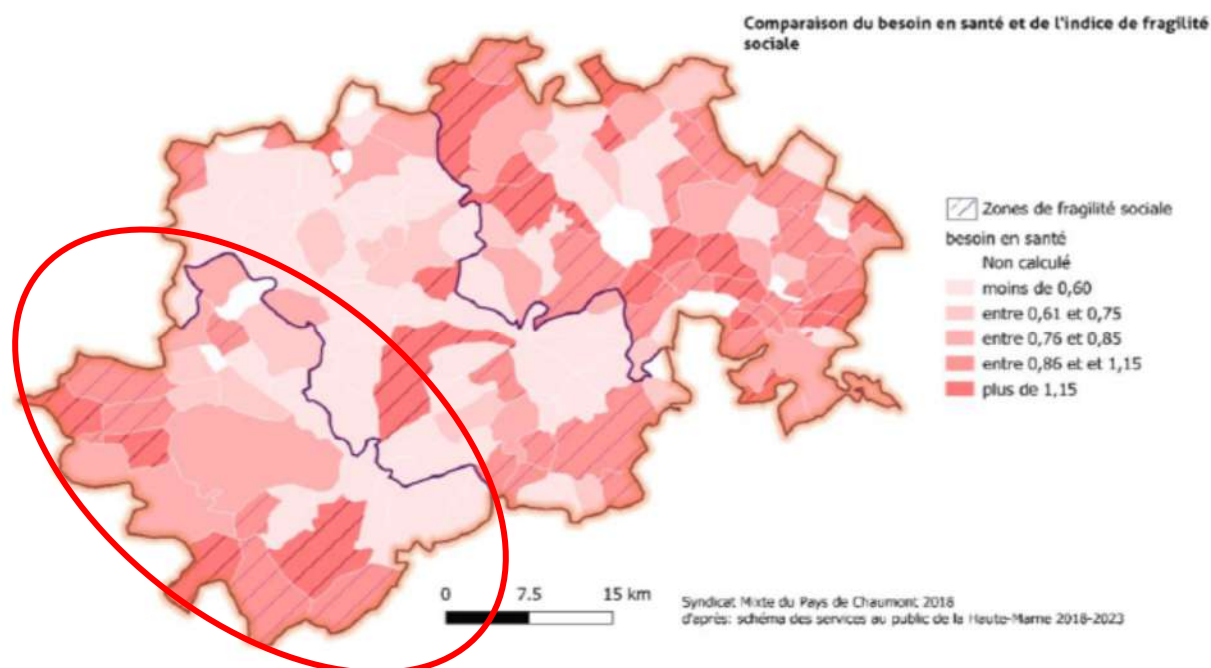 Comparaison du besoin en santé et de l'indice de fragilité
sociale
Zones de fragilité sociale
besoin en santé
Non calculé
moins de 0,60
entre 0,61 et 0,75
entre 0,76 et 0,85
entre 0,86 et et 1,15
plus de 1,15
0 7.5 15 km
Syndicat Mixte du Pays de Chaumont 2018
d'après: schéma des services au public de la Haute-Marne 2018-2023